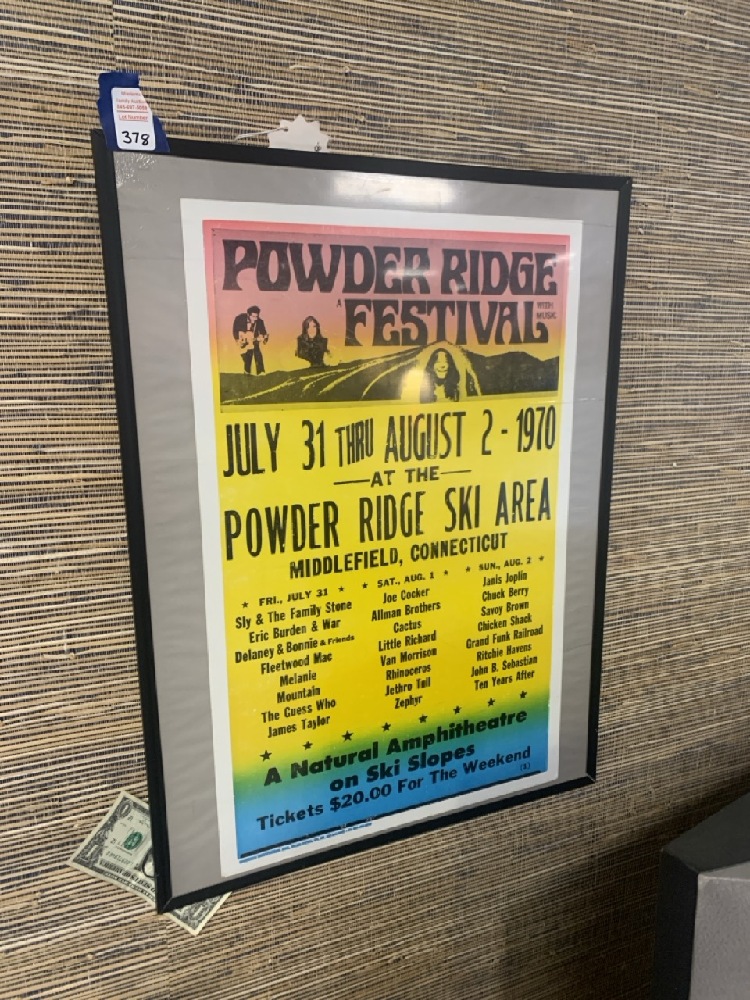 Lot Number
378
POWDER RIDGE
A FESTIVAL WITH MUSIC
JULY 31 THRU AUGUST 2 - 1970
AT THE
POWDER RIDGE SKI AREA
MIDDLEFIELD, CONNECTICUT
★ FRI., JULY 31 ★
Sly & The Family Stone
Eric Burden & War
Delaney & Bonnie & Friends
Fleetwood Mac
Melanie
Mountain
The Guess Who
James Taylor
★ SAT., AUG. 1 ★
Joe Cocker
Allman Brothers
Cactus
Little Richard
Van Morrison
Rhinoceros
Jethro Tull
Zephyr
★ SUN., AUG. 2 ★
Janis Joplin
Chuck Berry
Savoy Brown
Chicken Shack
Grand Funk Railroad
Ritchie Havens
John B. Sebastian
Ten Years After
A Natural Amphitheatre
on Ski Slopes
Tickets $20.00 For The Weekend